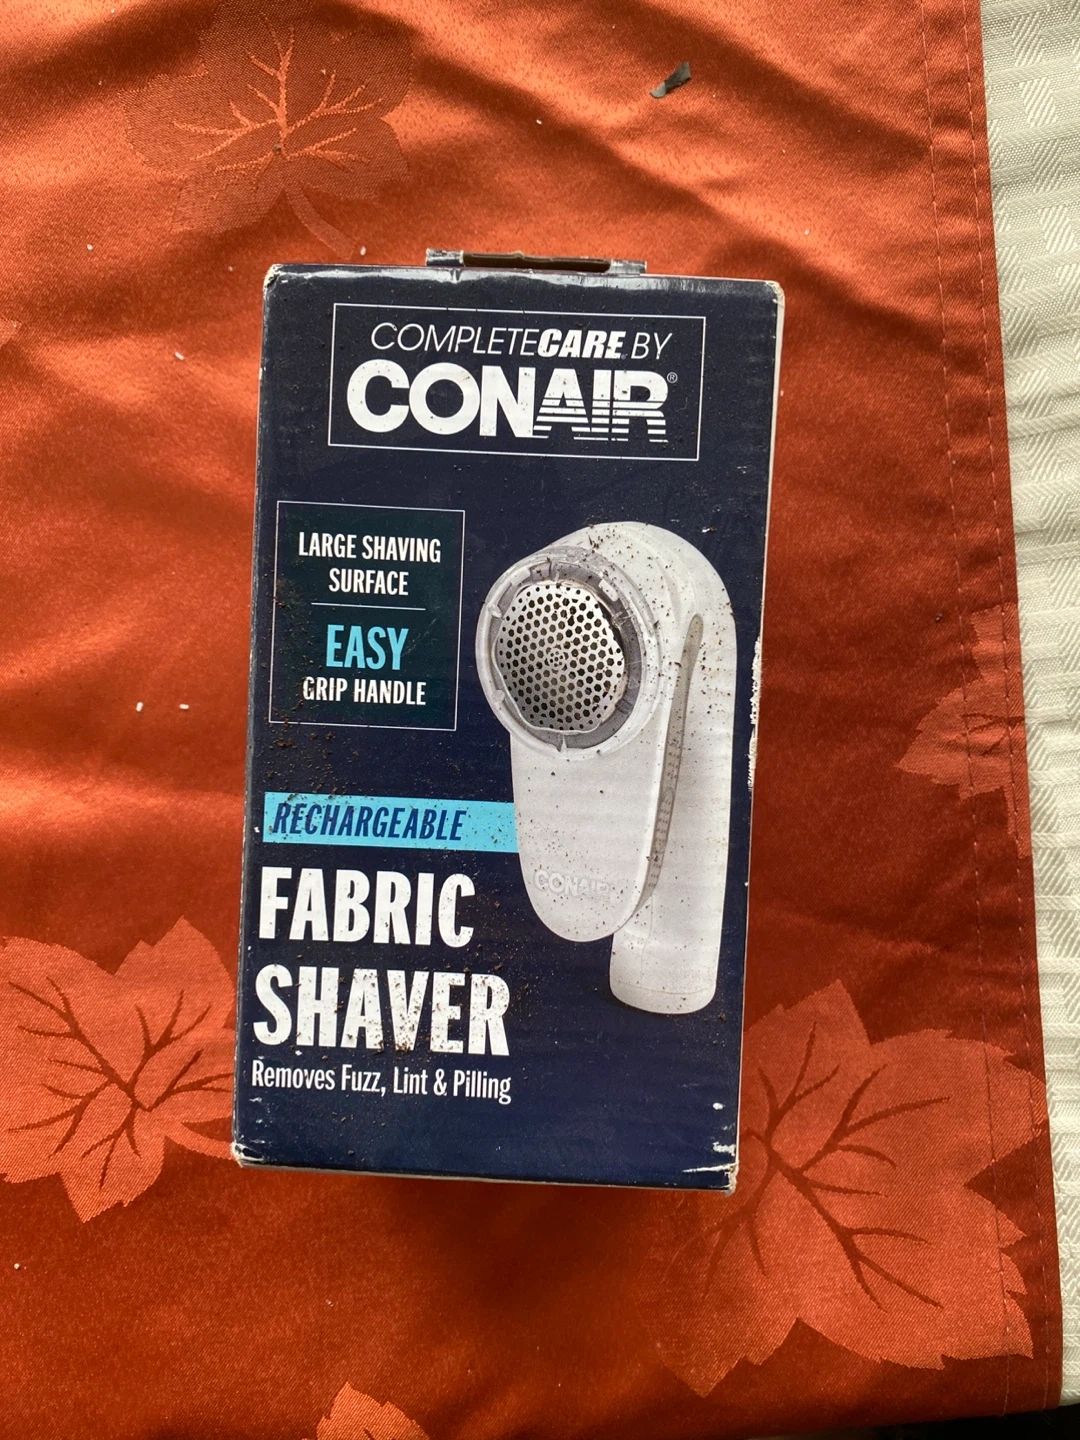 COMPLETECARE BY
CONAIR®
LARGE SHAVING
SURFACE
EASY
GRIP HANDLE
RECHARGEABLE
FABRIC
SHAVER
Removes Fuzz, Lint & Pilling
CONAIR